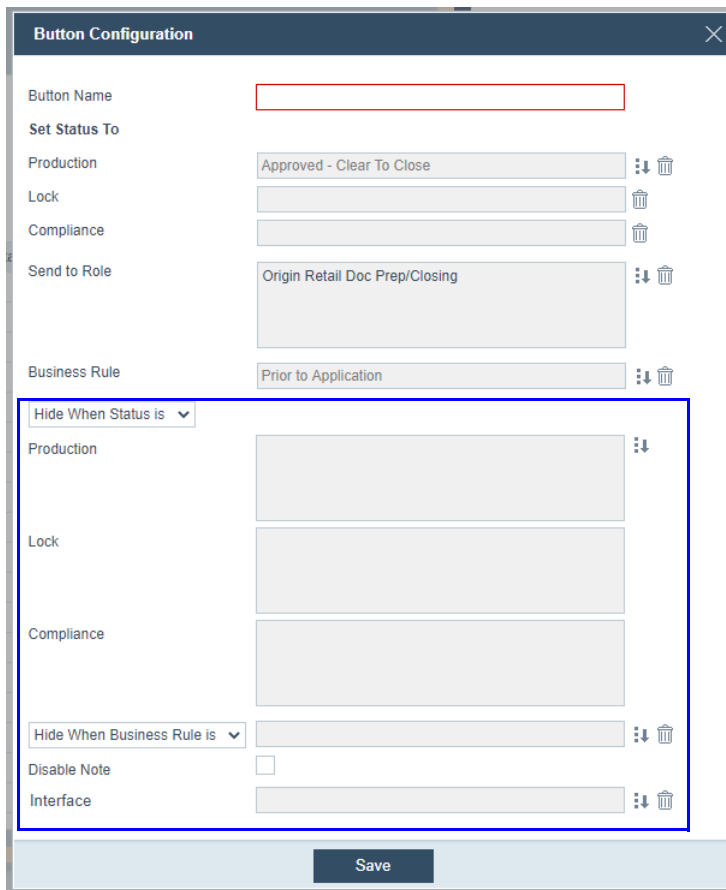 Button Configuration
Button Name
Set Status To
Production Approved - Clear To Close
Lock
Compliance
Send to Role Origin Retail Doc Prep/Closing
Business Rule Prior to Application
Hide When Status is
Production
Lock
Compliance
Hide When Business Rule is
Disable Note
Interface
Save